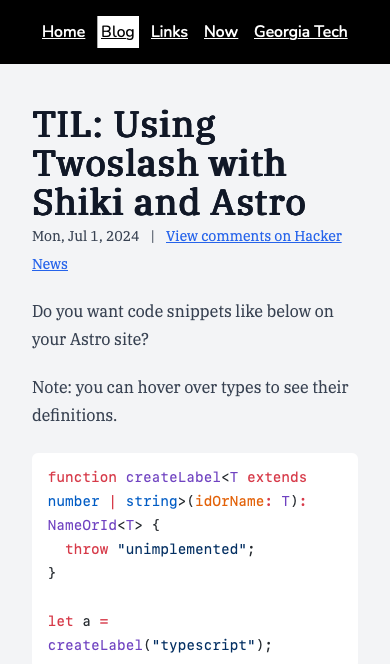 Home Blog Links Now Georgia Tech
TIL: Using
Twoslash with
Shiki and Astro
Mon, Jul 1, 2024 | View comments on Hacker
News
Do you want code snippets like below on
your Astro site?
Note: you can hover over types to see their
definitions.
function createLabel<T extends
number | string>(idOrName: T):
NameOrId<T> {
  throw "unimplemented";
}
let a =
createLabel("typescript");